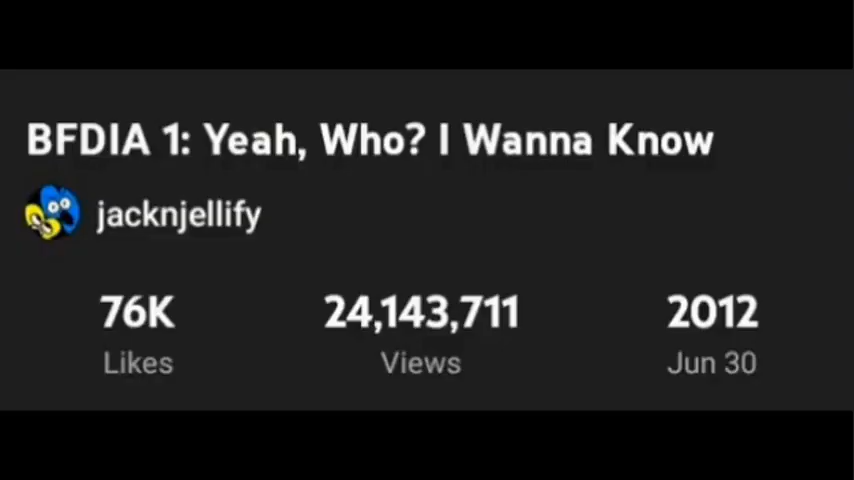 BFDIA 1: Yeah, Who? I Wanna Know
jacknjellify
76K 24,143,711 2012
Likes Views Jun 30